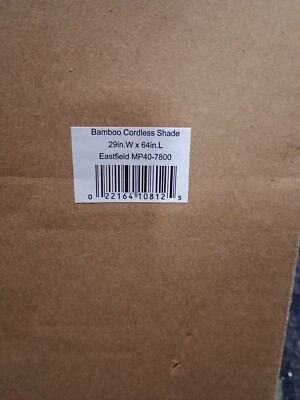 Bamboo Cordless Shade
29in.W x 64in.L
Eastfield MP40-7800
0 22164 10812 5